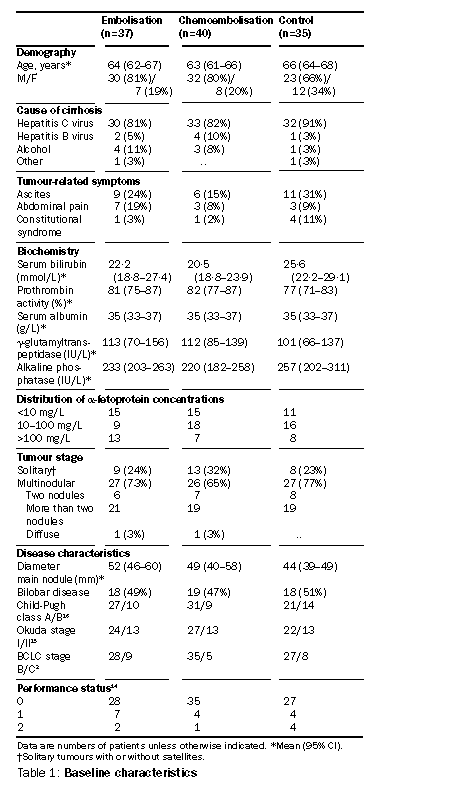 Embolisation Chemoembolisation Control
(n=37) (n=40) (n=35)
Demography
Age, years* 64 (62–67) 63 (61–66) 66 (64–68)
M/F 30 (81%)/ 32 (80%)/ 23 (66%)/
7 (19%) 8 (20%) 12 (34%)
Cause of cirrhosis
Hepatitis C virus 30 (81%) 33 (82%) 32 (91%)
Hepatitis B virus 2 (5%) 4 (10%) 1 (3%)
Alcohol 4 (11%) 3 (8%) 1 (3%)
Other 1 (3%) .. 1 (3%)
Tumour-related symptoms
Ascites 9 (24%) 6 (15%) 11 (31%)
Abdominal pain 7 (19%) 3 (8%) 3 (9%)
Constitutional 1 (3%) 1 (2%) 4 (11%)
syndrome
Biochemistry
Serum bilirubin 22·2 20·5 25·6
(mmol/L)* (18·8–27·4) (18·8–23·9) (22·2–29·1)
Prothrombin 81 (75–87) 82 (77–87) 77 (71–83)
activity (%)*
Serum albumin 35 (33–37) 35 (33–37) 35 (33–37)
(g/L)*
γ-glutamyltrans- 113 (70–156) 112 (85–139) 101 (66–137)
peptidase (IU/L)*
Alkaline phos- 233 (203–263) 220 (182–258) 257 (202–311)
phatase (IU/L)*
Distribution of α-fetoprotein concentrations
<10 mg/L 15 15 11
10–100 mg/L 9 18 16
>100 mg/L 13 7 8
Tumour stage
Solitary† 9 (24%) 13 (32%) 8 (23%)
Multinodular 27 (73%) 26 (65%) 27 (77%)
Two nodules 6 7 8
More than two 21 19 19
nodules
Diffuse 1 (3%) 1 (3%) ..
Disease characteristics
Diameter 52 (46–60) 49 (40–58) 44 (39–49)
main nodule (mm)*
Bilobar disease 18 (49%) 19 (47%) 18 (51%)
Child-Pugh 27/10 31/9 21/14
class A/B¹⁶
Okuda stage 24/13 27/13 22/13
I/II¹⁵
BCLC stage 28/9 35/5 27/8
B/C²
Performance status¹⁴
0 28 35 27
1 7 4 4
2 2 1 4
Data are numbers of patients unless otherwise indicated. *Mean (95% CI).
†Solitary tumours with or without satellites.
Table 1: Baseline characteristics